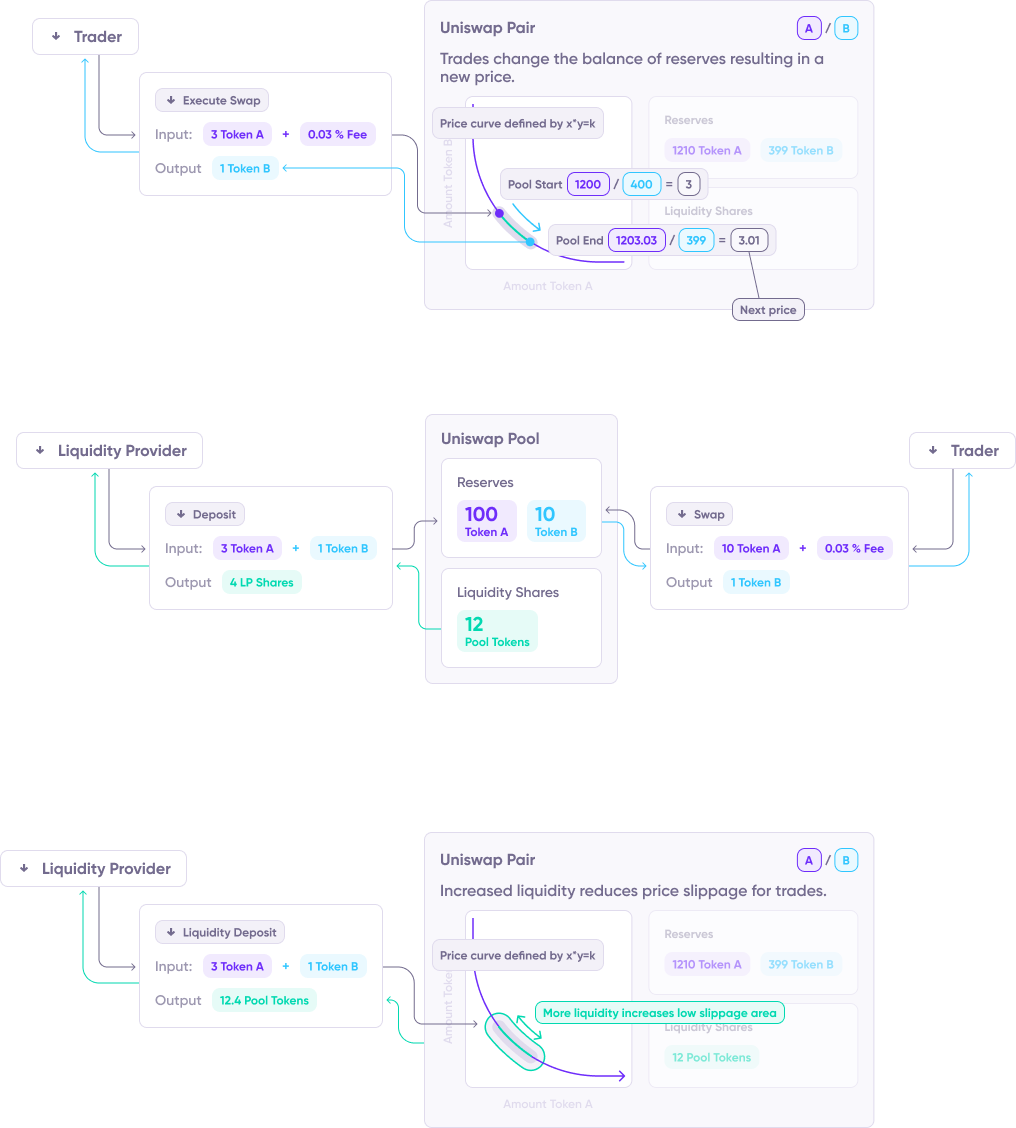 Trader
Execute Swap
Input: 3 Token A + 0.03 % Fee
Output 1 Token B
Uniswap Pair
A / B
Trades change the balance of reserves resulting in a
new price.
Price curve defined by x*y=k
Amount Token B
Amount Token A
Pool Start 1200 / 400 = 3
Pool End 1203.03 / 399 = 3.01
Next price
Reserves
1210 Token A 399 Token B
Liquidity Shares
Liquidity Provider
Deposit
Input: 3 Token A + 1 Token B
Output 4 LP Shares
Uniswap Pool
Reserves
100
Token A
10
Token B
Liquidity Shares
12
Pool Tokens
Trader
Swap
Input: 10 Token A + 0.03 % Fee
Output 1 Token B
Liquidity Provider
Liquidity Deposit
Input: 3 Token A + 1 Token B
Output 12.4 Pool Tokens
Uniswap Pair
A / B
Increased liquidity reduces price slippage for trades.
Price curve defined by x*y=k
Amount Token
Amount Token A
More liquidity increases low slippage area
Reserves
1210 Token A 399 Token B
Liquidity Shares
12 Pool Tokens